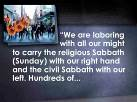 "We are laboring
with all our might
to carry the religious Sabbath
(Sunday) with our right hand
and the civil Sabbath with our
left. Hundreds of...